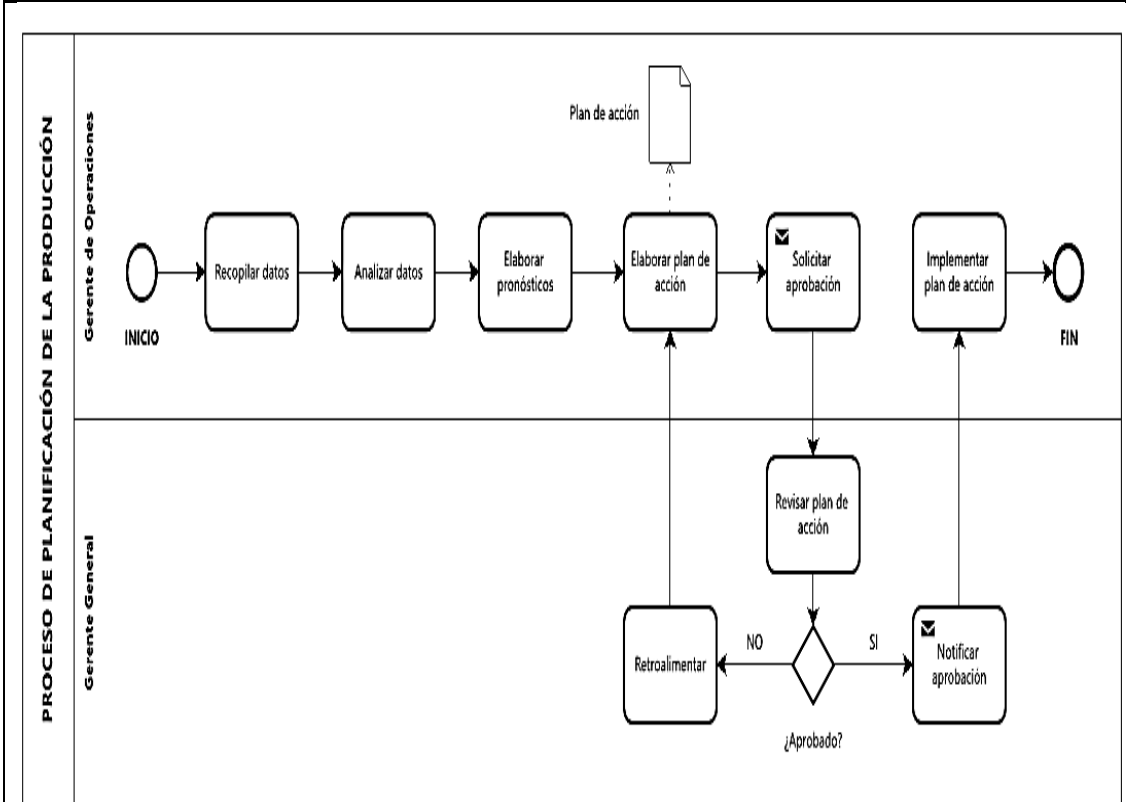 PROCESO DE PLANIFICACIÓN DE LA PRODUCCIÓN
Gerente de Operaciones
Plan de acción
INICIO
Recopilar datos
Analizar datos
Elaborar
pronósticos
Elaborar plan de
acción
Solicitar
aprobación
Implementar
plan de acción
FIN
Gerente General
Revisar plan de
acción
Retroalimentar
NO
SI
¿Aprobado?
Notificar
aprobación